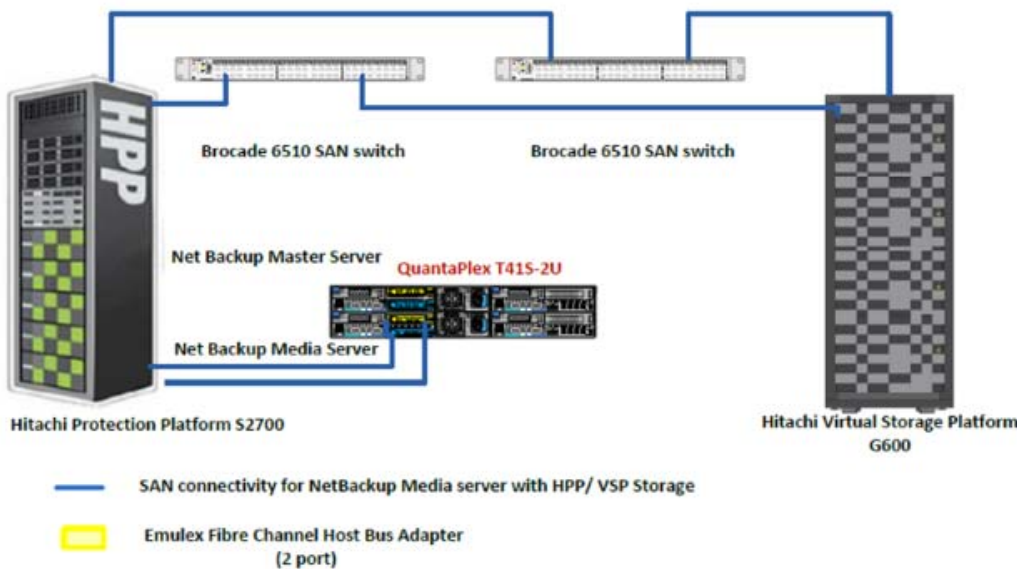 HPP
Brocade 6510 SAN switch
Brocade 6510 SAN switch
Net Backup Master Server
QuantaPlex T41S-2U
Net Backup Media Server
Hitachi Protection Platform S2700
Hitachi Virtual Storage Platform
G600
SAN connectivity for NetBackup Media server with HPP/ VSP Storage
Emulex Fibre Channel Host Bus Adapter
(2 port)